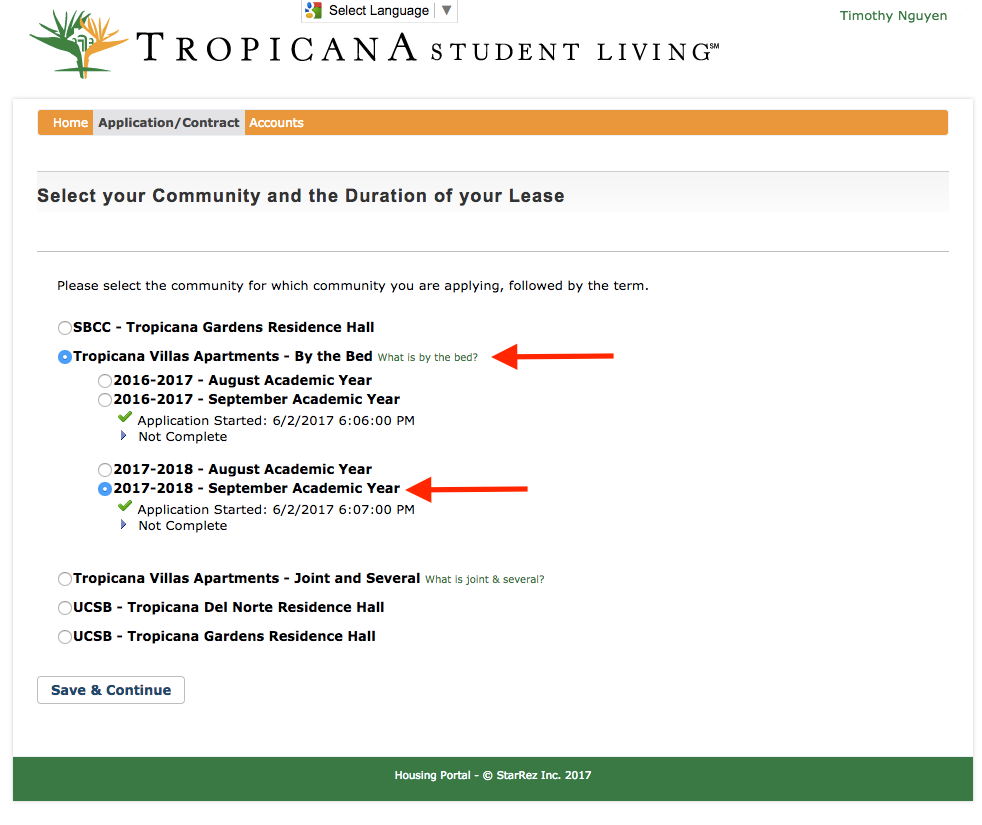 Select Language ▼
Timothy Nguyen
TROPICANA STUDENT LIVING℠
Home Application/Contract Accounts
Select your Community and the Duration of your Lease
Please select the community for which community you are applying, followed by the term.
SBCC - Tropicana Gardens Residence Hall
Tropicana Villas Apartments - By the Bed What is by the bed?
2016-2017 - August Academic Year
2016-2017 - September Academic Year
Application Started: 6/2/2017 6:06:00 PM
Not Complete
2017-2018 - August Academic Year
2017-2018 - September Academic Year
Application Started: 6/2/2017 6:07:00 PM
Not Complete
Tropicana Villas Apartments - Joint and Several What is joint & several?
UCSB - Tropicana Del Norte Residence Hall
UCSB - Tropicana Gardens Residence Hall
Save & Continue
Housing Portal - © StarRez Inc. 2017